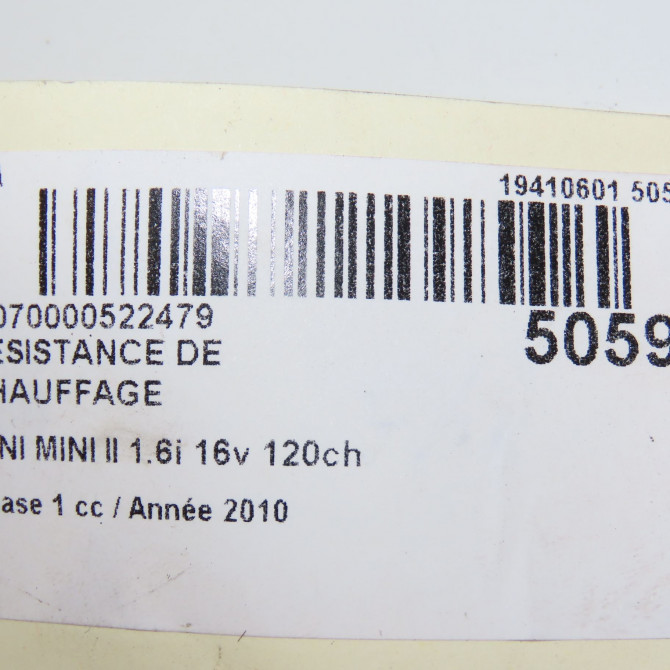 19410601 505
070000522479
5059
ESISTANCE DE
HAUFFAGE
NI MINI II 1.6i 16v 120ch
ase 1 cc / Année 2010